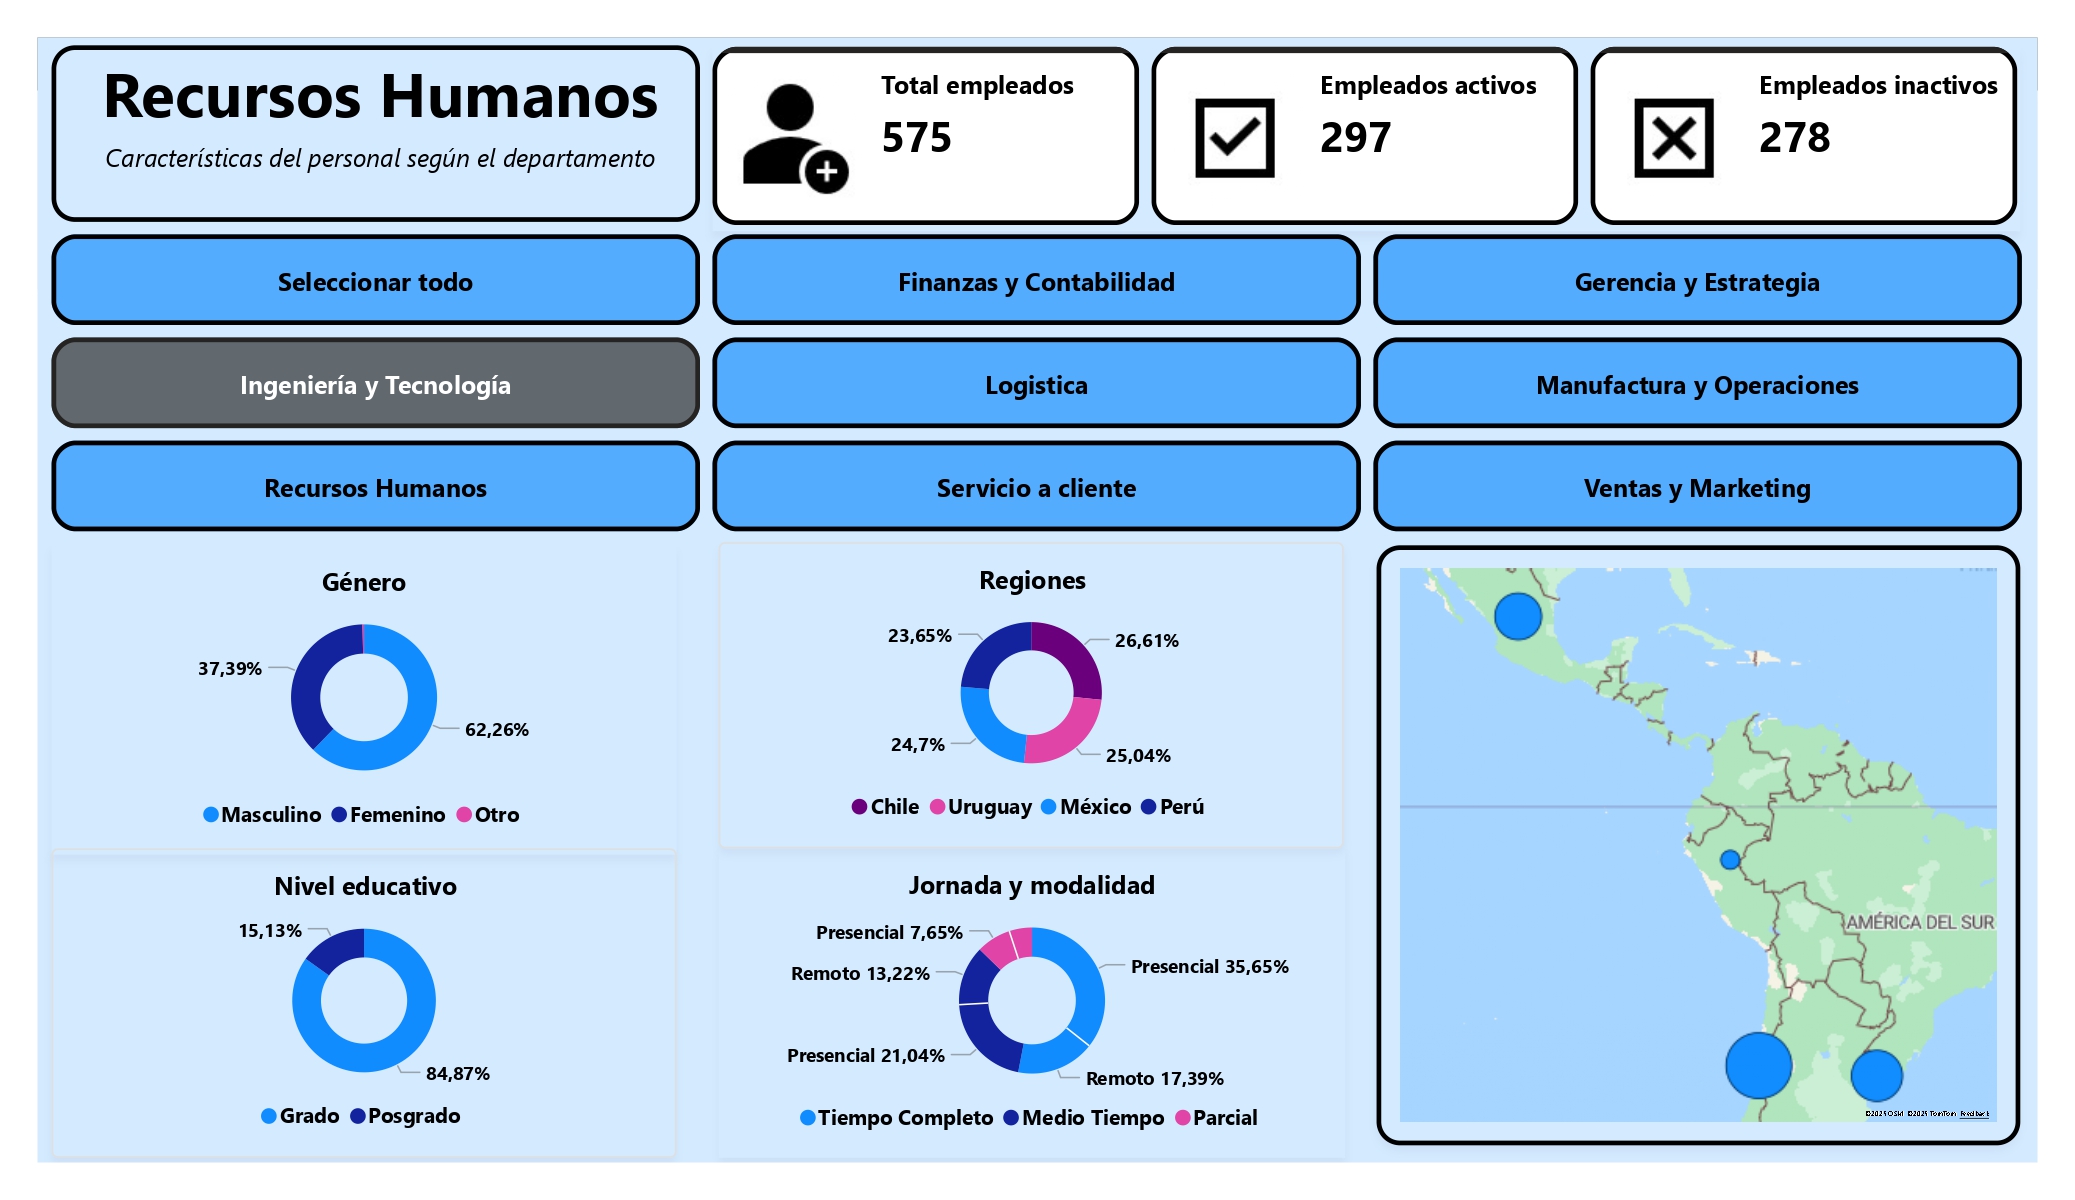 Recursos Humanos
Características del personal según el departamento
Total empleados
575
Empleados activos
297
Empleados inactivos
278
Seleccionar todo
Finanzas y Contabilidad
Gerencia y Estrategia
Ingeniería y Tecnología
Logistica
Manufactura y Operaciones
Recursos Humanos
Servicio a cliente
Ventas y Marketing
Género
37,39%
62,26%
Masculino Femenino Otro
Regiones
23,65%
26,61%
24,7%
25,04%
Chile Uruguay México Perú
Nivel educativo
15,13%
84,87%
Grado Posgrado
Jornada y modalidad
Presencial 7,65%
Presencial 35,65%
Remoto 13,22%
Presencial 21,04%
Remoto 17,39%
Tiempo Completo Medio Tiempo Parcial
AMÉRICA DEL SUR
©2025 OSM ©2025 TomTom Feedback